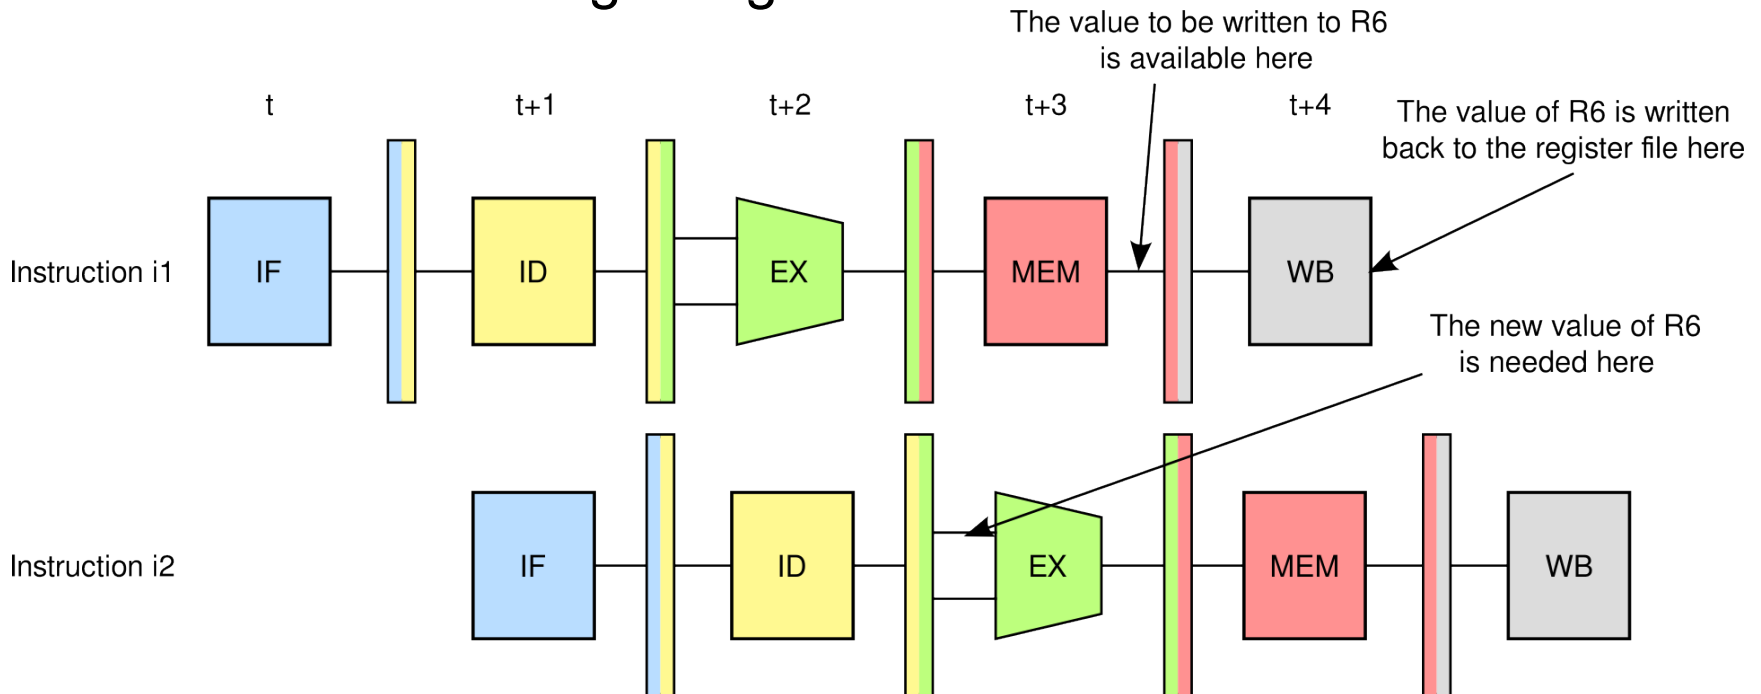 The value to be written to R6
is available here
t t+1 t+2 t+3 t+4
The value of R6 is written
back to the register file here
Instruction i1 IF ID EX MEM WB
The new value of R6
is needed here
Instruction i2 IF ID EX MEM WB